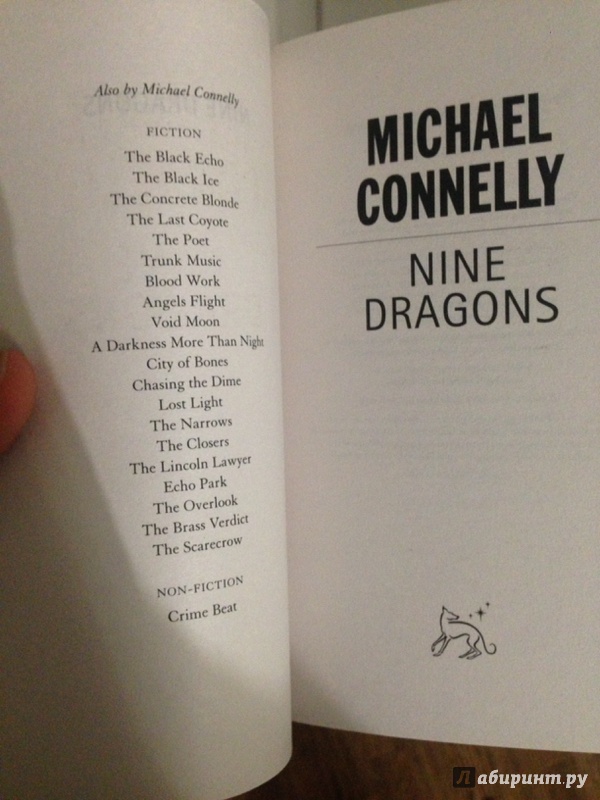 Also by Michael Connelly
FICTION
The Black Echo
The Black Ice
The Concrete Blonde
The Last Coyote
The Poet
Trunk Music
Blood Work
Angels Flight
Void Moon
A Darkness More Than Night
City of Bones
Chasing the Dime
Lost Light
The Narrows
The Closers
The Lincoln Lawyer
Echo Park
The Overlook
The Brass Verdict
The Scarecrow
NON-FICTION
Crime Beat
MICHAEL
CONNELLY
NINE
DRAGONS
Лабиринт.ру